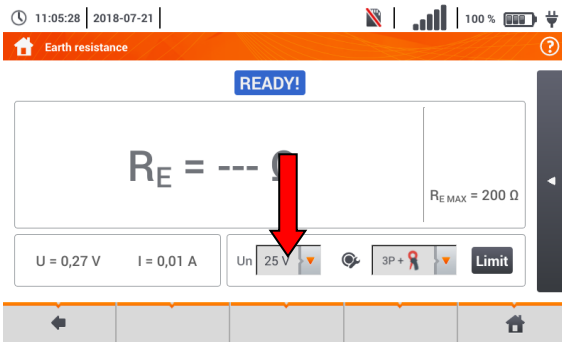 11:05:28 2018-07-21 100 %
Earth resistance ?
READY!
RE = --- Ω
RE MAX = 200 Ω
U = 0,27 V I = 0,01 A Un 25 V 3P + Limit